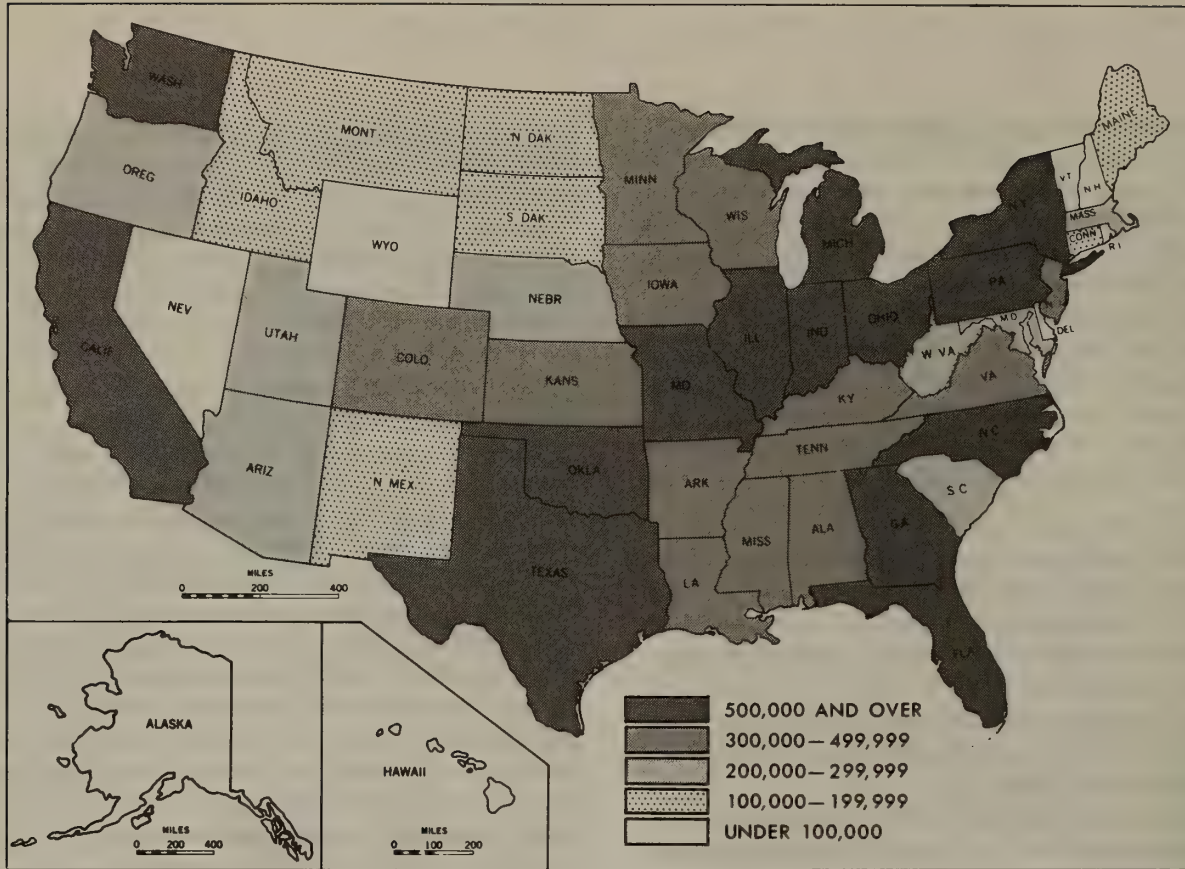 WASH
MONT
N DAK
MINN
MAINE
OREG
IDAHO
S DAK
WIS
MICH
VT
N H
N Y
MASS
CONN
R I
WYO
NEV
UTAH
NEBR
IOWA
PA
CALIF
COLO
KANS
MO
ILL
IND
OHIO
W VA
VA
M D
DEL
KY
ARIZ
N MEX
OKLA
ARK
TENN
N C
S C
TEXAS
LA
MISS
ALA
GA
FLA
MILES
0 200 400
ALASKA
MILES
0 200 400
HAWAII
MILES
0 100 200
500,000 AND OVER
300,000—499,999
200,000—299,999
100,000—199,999
UNDER 100,000